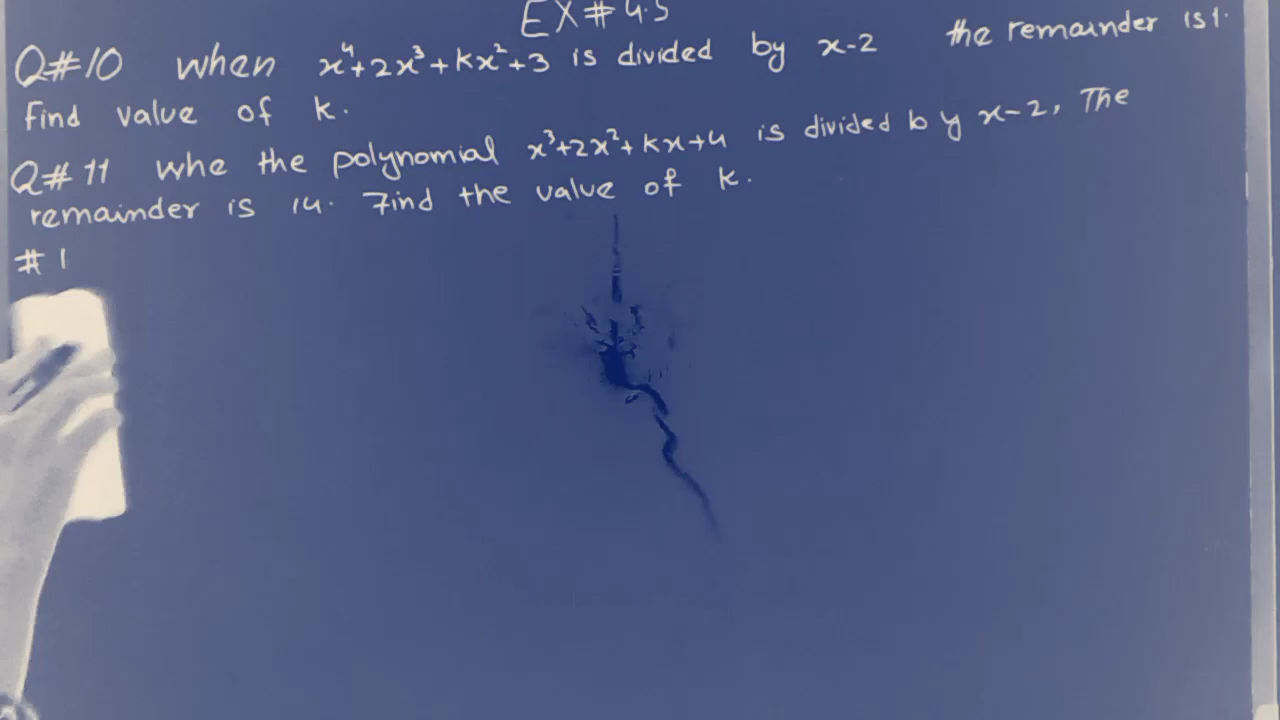 EX#4.5
Q#10 when x⁴+2x³+kx²+3 is divided by x-2 the remainder is 1.
Find value of k.
Q#11 whe the polynomial x³+2x²+kx+4 is divided by x-2, The
remainder is 14. Find the value of k.
# 1